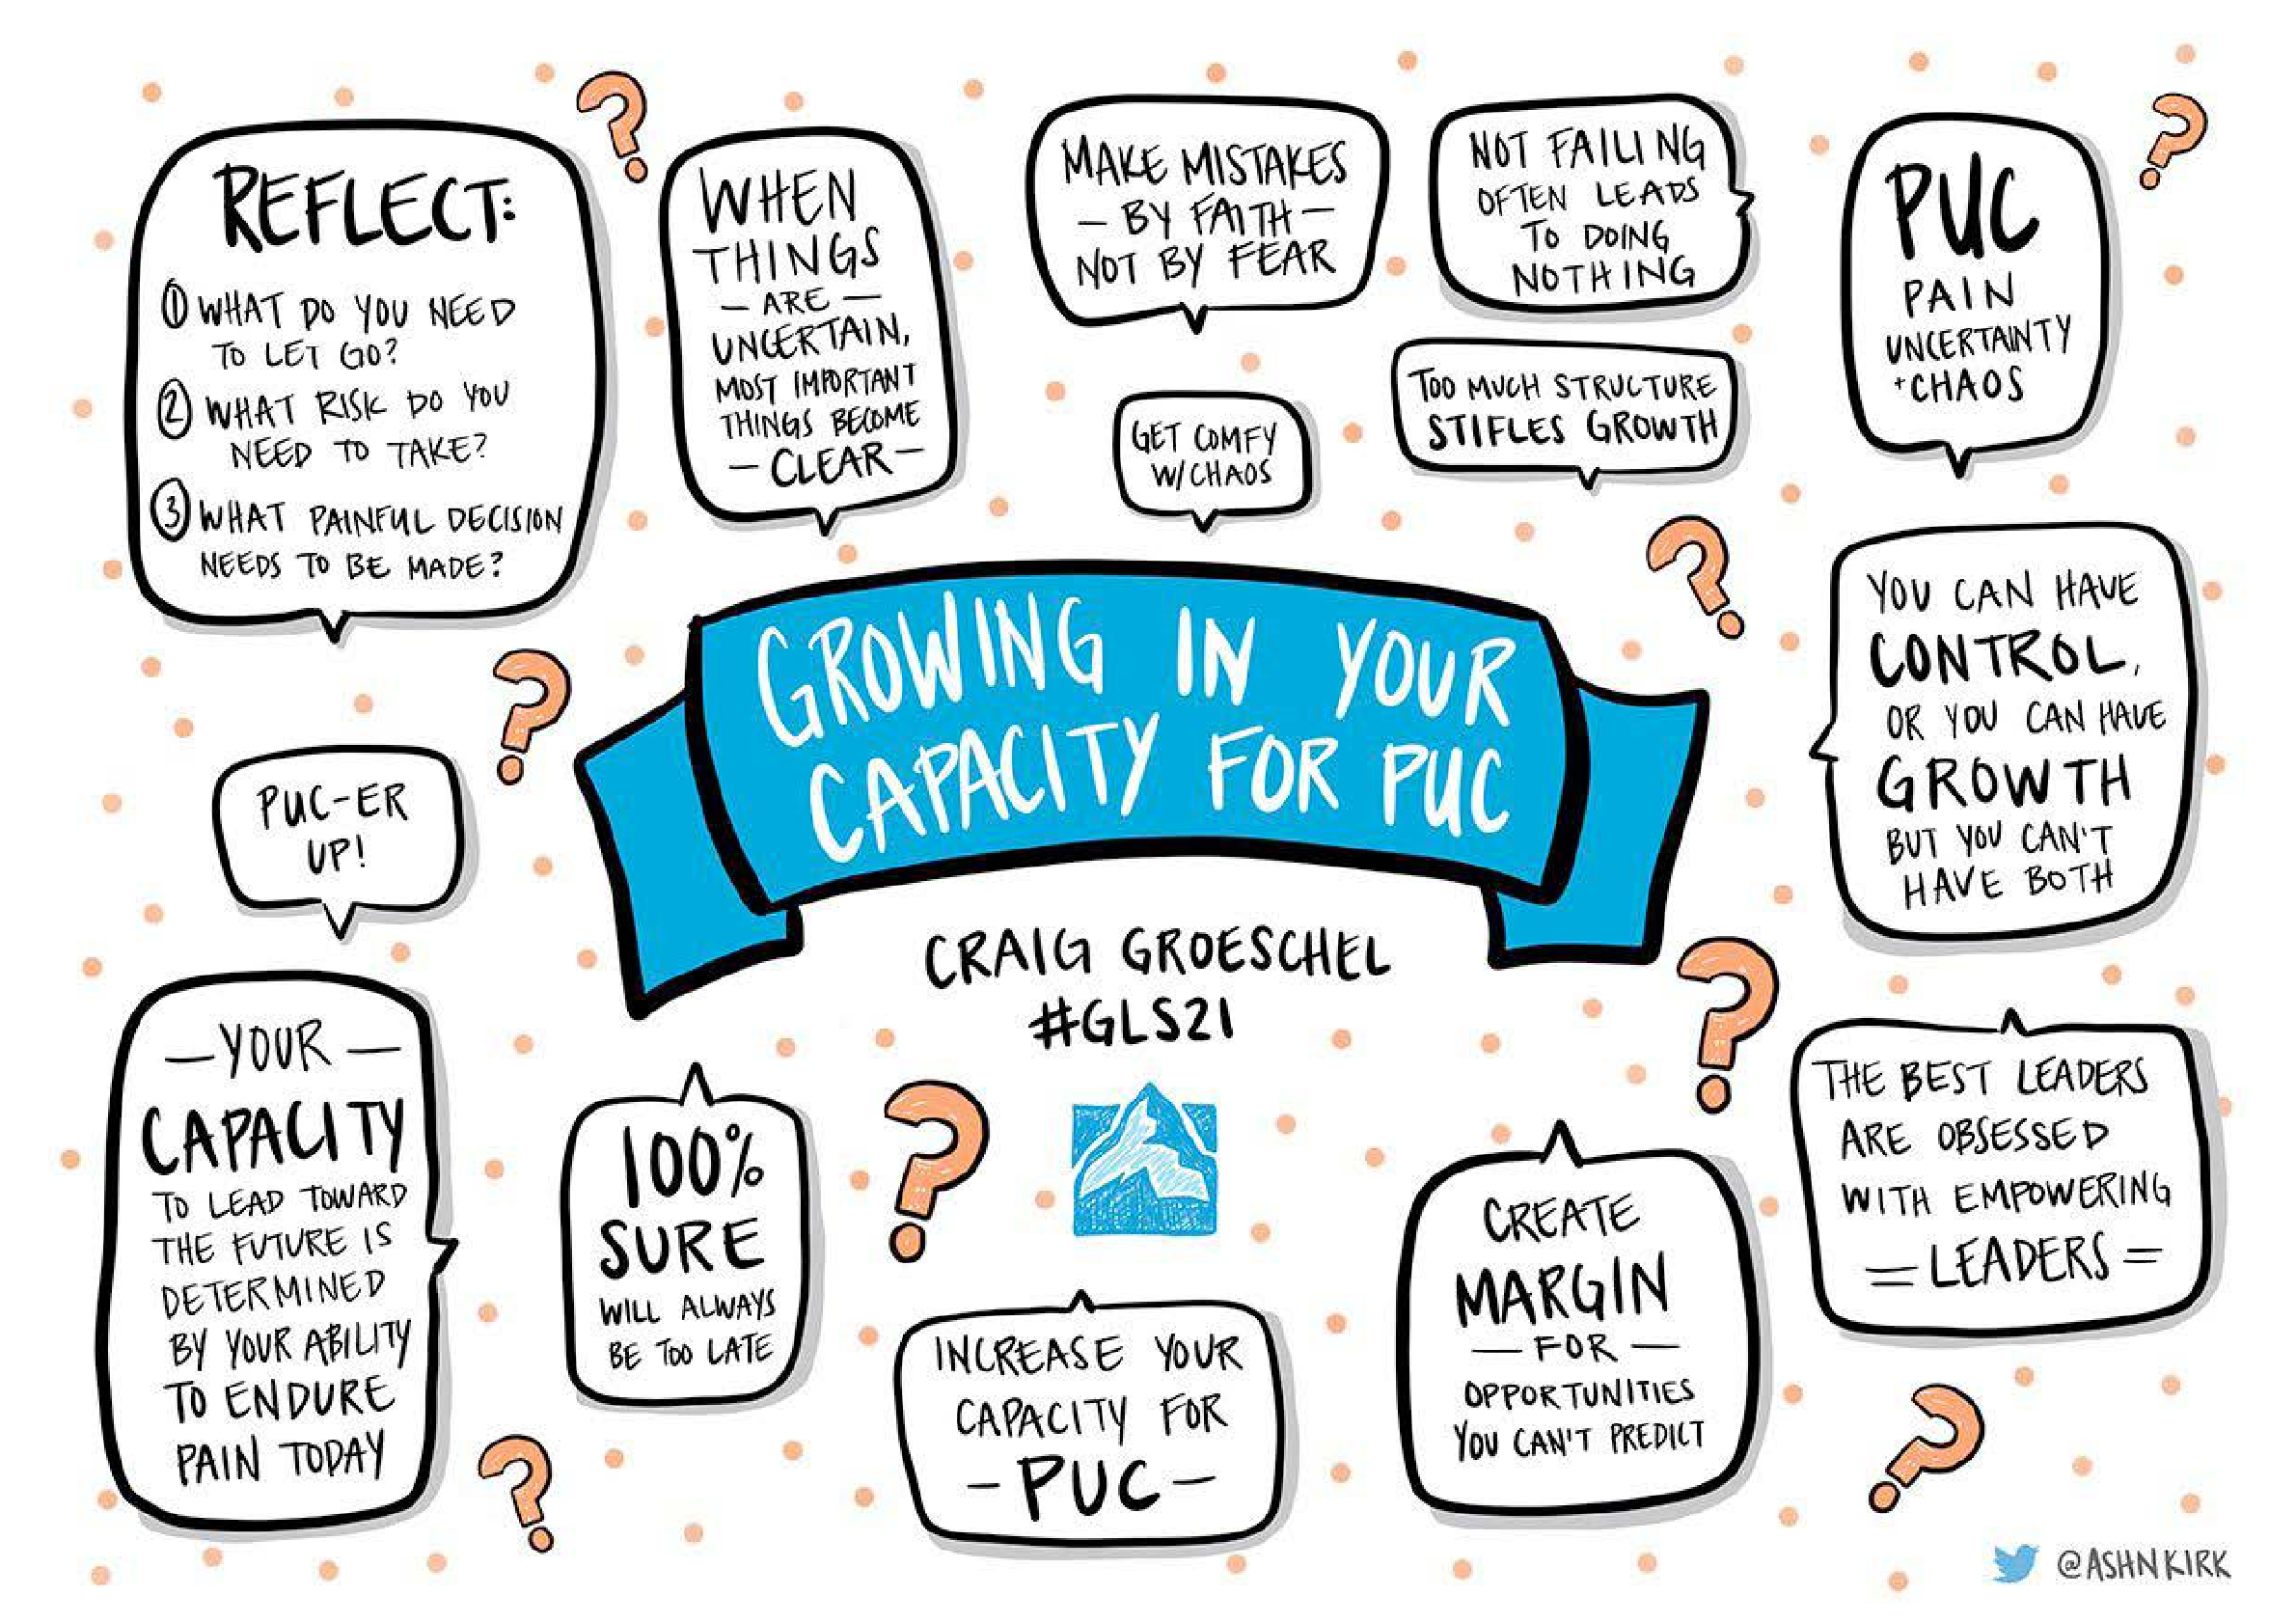 REFLECT:
① WHAT DO YOU NEED
TO LET GO?
② WHAT RISK DO YOU
NEED TO TAKE?
③ WHAT PAINFUL DECISION
NEEDS TO BE MADE?
WHEN
THINGS
— ARE —
UNCERTAIN,
MOST IMPORTANT
THINGS BECOME
— CLEAR —
MAKE MISTAKES
— BY FAITH —
NOT BY FEAR
NOT FAILING
OFTEN LEADS
TO DOING
NOTHING
PUC
PAIN
UNCERTAINTY
+CHAOS
GET COMFY
W/CHAOS
TOO MUCH STRUCTURE
STIFLES GROWTH
GROWING IN YOUR
CAPACITY FOR PUC
CRAIG GROESCHEL
#GLS21
YOU CAN HAVE
CONTROL,
OR YOU CAN HAVE
GROWTH
BUT YOU CAN'T
HAVE BOTH
PUC-ER
UP!
— YOUR —
CAPACITY
TO LEAD TOWARD
THE FUTURE IS
DETERMINED
BY YOUR ABILITY
TO ENDURE
PAIN TODAY
100%
SURE
WILL ALWAYS
BE TOO LATE
INCREASE YOUR
CAPACITY FOR
— PUC —
CREATE
MARGIN
— FOR —
OPPORTUNITIES
YOU CAN'T PREDICT
THE BEST LEADERS
ARE OBSESSED
WITH EMPOWERING
= LEADERS =
@ASHNKIRK